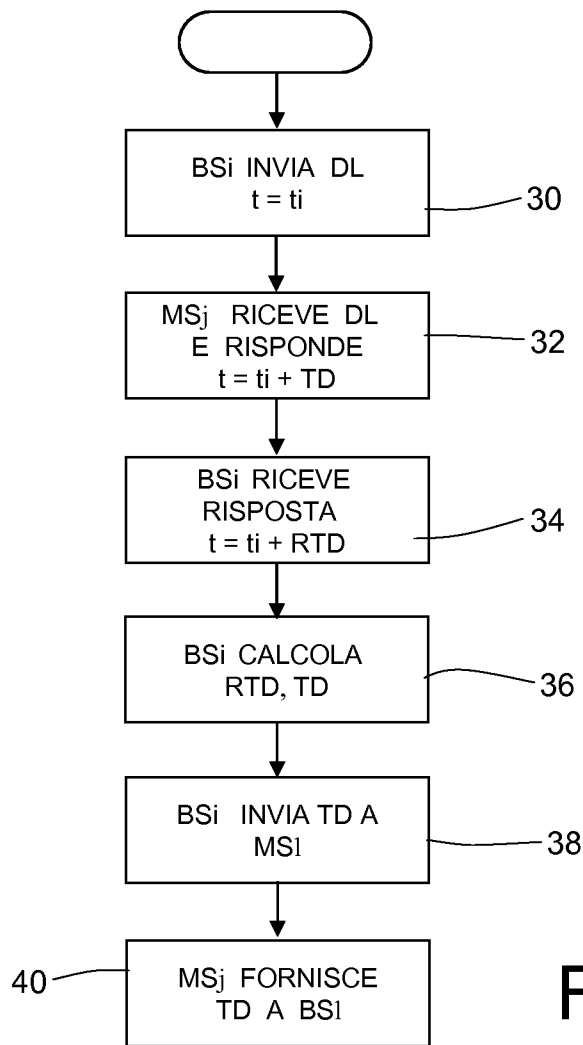 BSi INVIA DL
t = ti
30
MSj RICEVE DL
E RISPONDE
t = ti + TD
32
BSi RICEVE
RISPOSTA
t = ti + RTD
34
BSi CALCOLA
RTD, TD
36
BSi INVIA TD A
MSl
38
MSj FORNISCE
TD A BSl
40
F